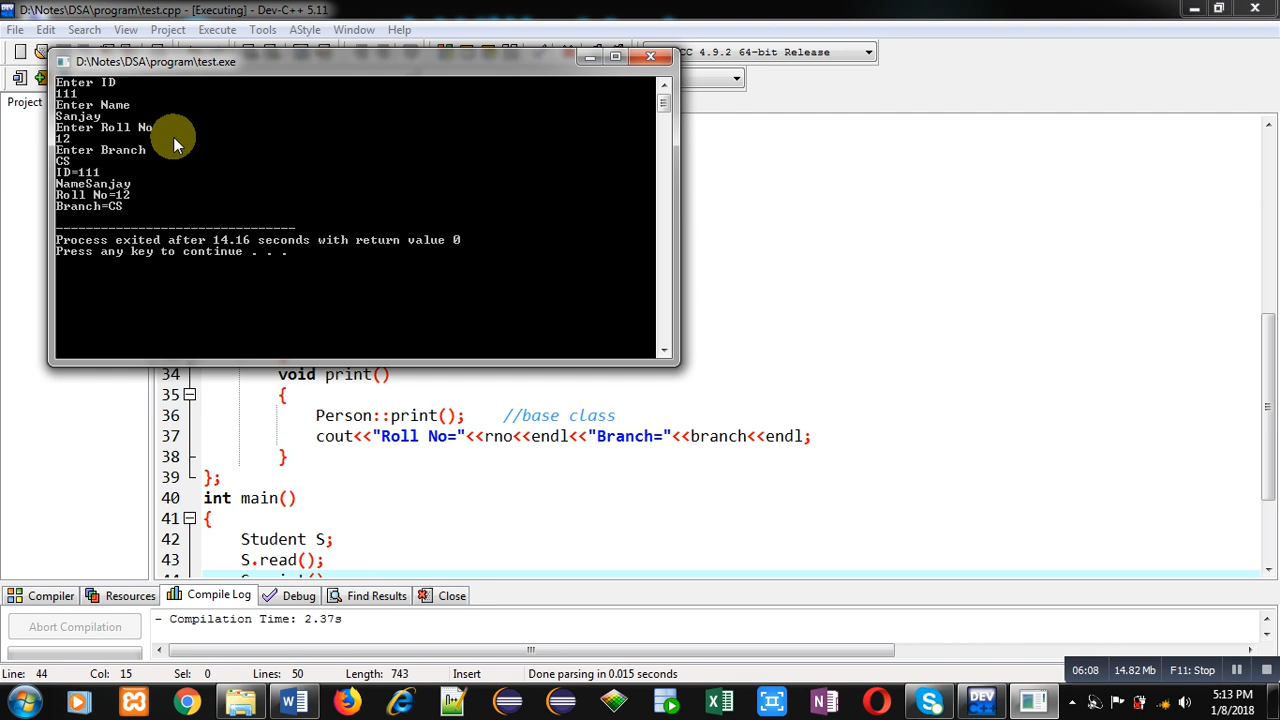 D:\Notes\DSA\program\test.cpp - [Executing] - Dev-C++ 5.11
File Edit Search View Project Execute Tools AStyle Window Help
CC 4.9.2 64-bit Release
D:\Notes\DSA\program\test.exe
Project
Enter ID
111
Enter Name
Sanjay
Enter Roll No
12
Enter Branch
CS
ID=111
NameSanjay
Roll No=12
Branch=CS
--------------------------------
Process exited after 14.16 seconds with return value 0
Press any key to continue . . .
34 void print()
35 {
36 Person::print(); //base class
37 cout<<"Roll No="<<rno<<endl<<"Branch="<<branch<<endl;
38 }
39 };
40 int main()
41 {
42 Student S;
43 S.read();
Compiler Resources Compile Log Debug Find Results Close
Abort Compilation
- Compilation Time: 2.37s
Line: 44 Col: 15 Sel: 0 Lines: 50 Length: 743 Insert Done parsing in 0.015 seconds
06:08 14.82 Mb F11: Stop
5:13 PM
1/8/2018